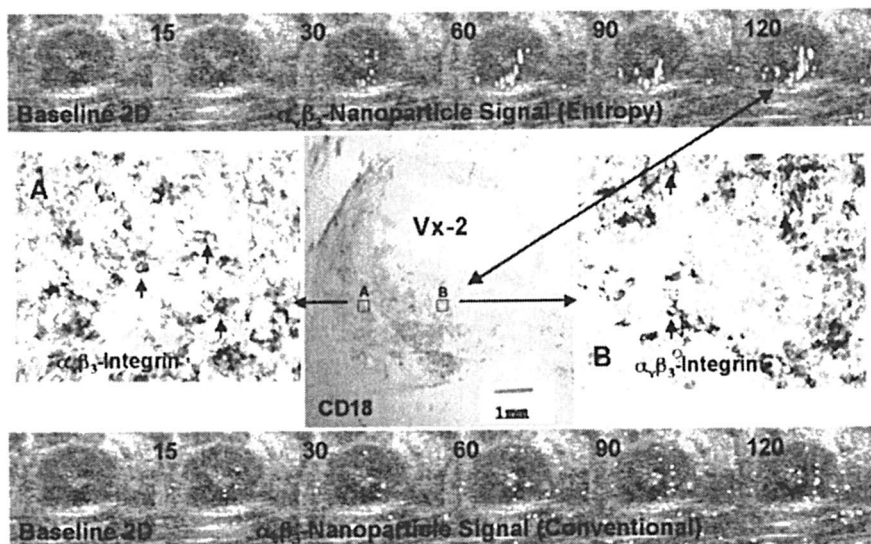 15 30 60 90 120
Baseline 2D αᵥβ₃-Nanoparticle Signal (Entropy)
A
Vx-2
A
B
αᵥβ₃-Integrin
CD18
1mm
B
αᵥβ₃-Integrin
15 30 60 90 120
Baseline 2D αᵥβ₃-Nanoparticle Signal (Conventional)